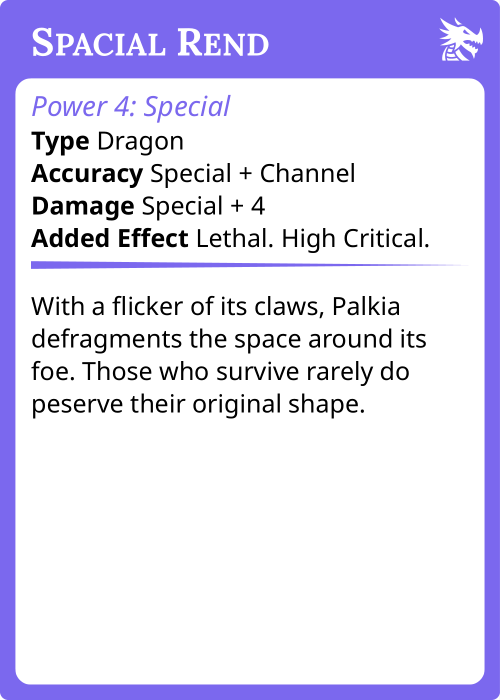 SPACIAL REND
Power 4: Special
Type Dragon
Accuracy Special + Channel
Damage Special + 4
Added Effect Lethal. High Critical.
With a flicker of its claws, Palkia
defragments the space around its
foe. Those who survive rarely do
peserve their original shape.